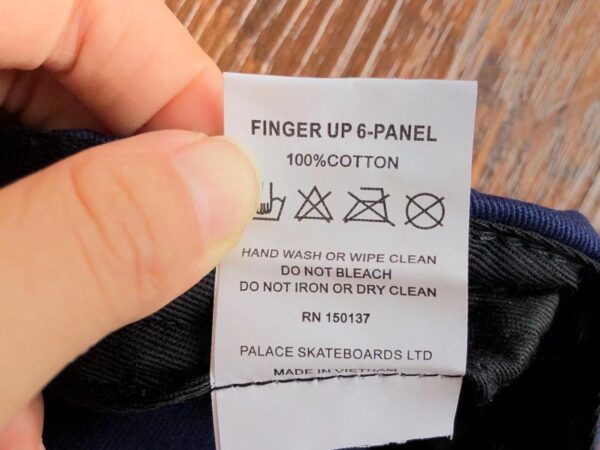 FINGER UP 6-PANEL
100%COTTON
HAND WASH OR WIPE CLEAN
DO NOT BLEACH
DO NOT IRON OR DRY CLEAN
RN 150137
PALACE SKATEBOARDS LTD
MADE IN VIETNAM